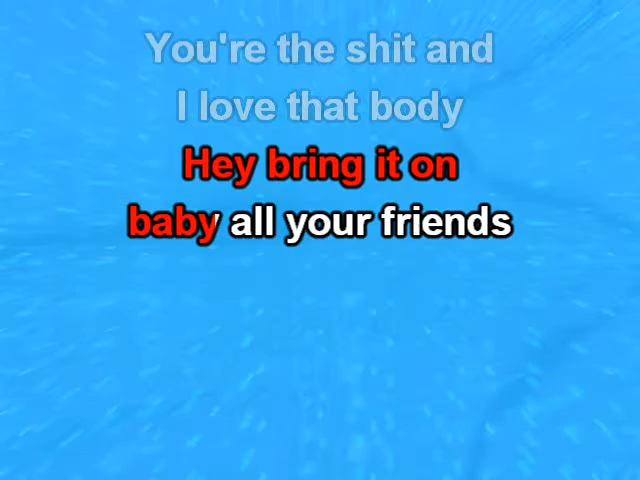 You're the shit and
I love that body
Hey bring it on
baby all your friends